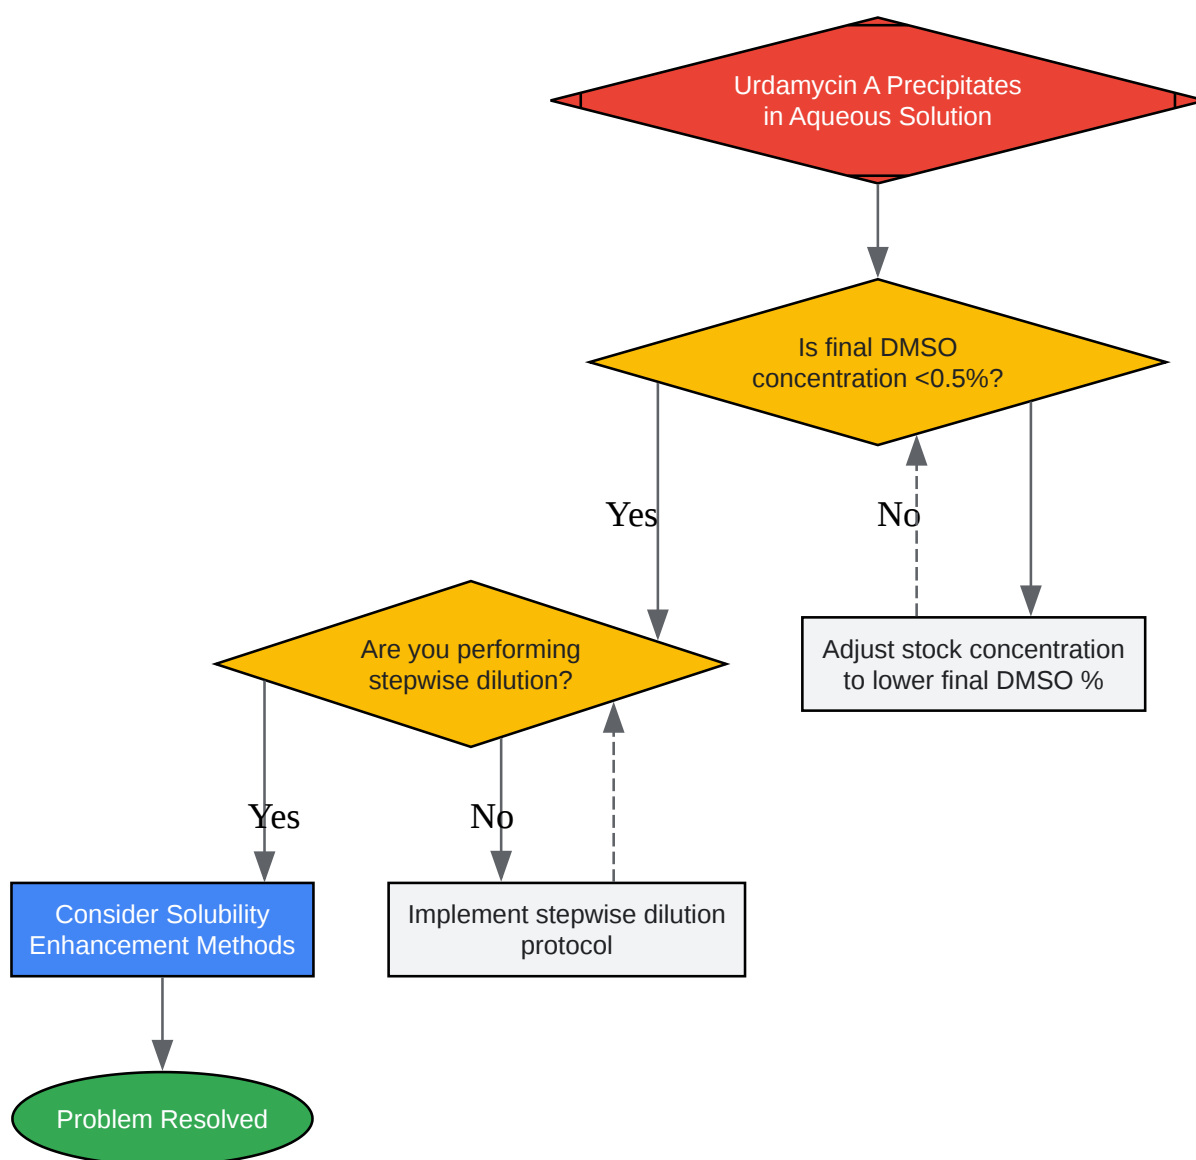 Urdamycin A Precipitates
in Aqueous Solution
Is final DMSO
concentration <0.5%?
Yes
No
Are you performing
stepwise dilution?
Adjust stock concentration
to lower final DMSO %
Yes
No
Consider Solubility
Enhancement Methods
Implement stepwise dilution
protocol
Problem Resolved